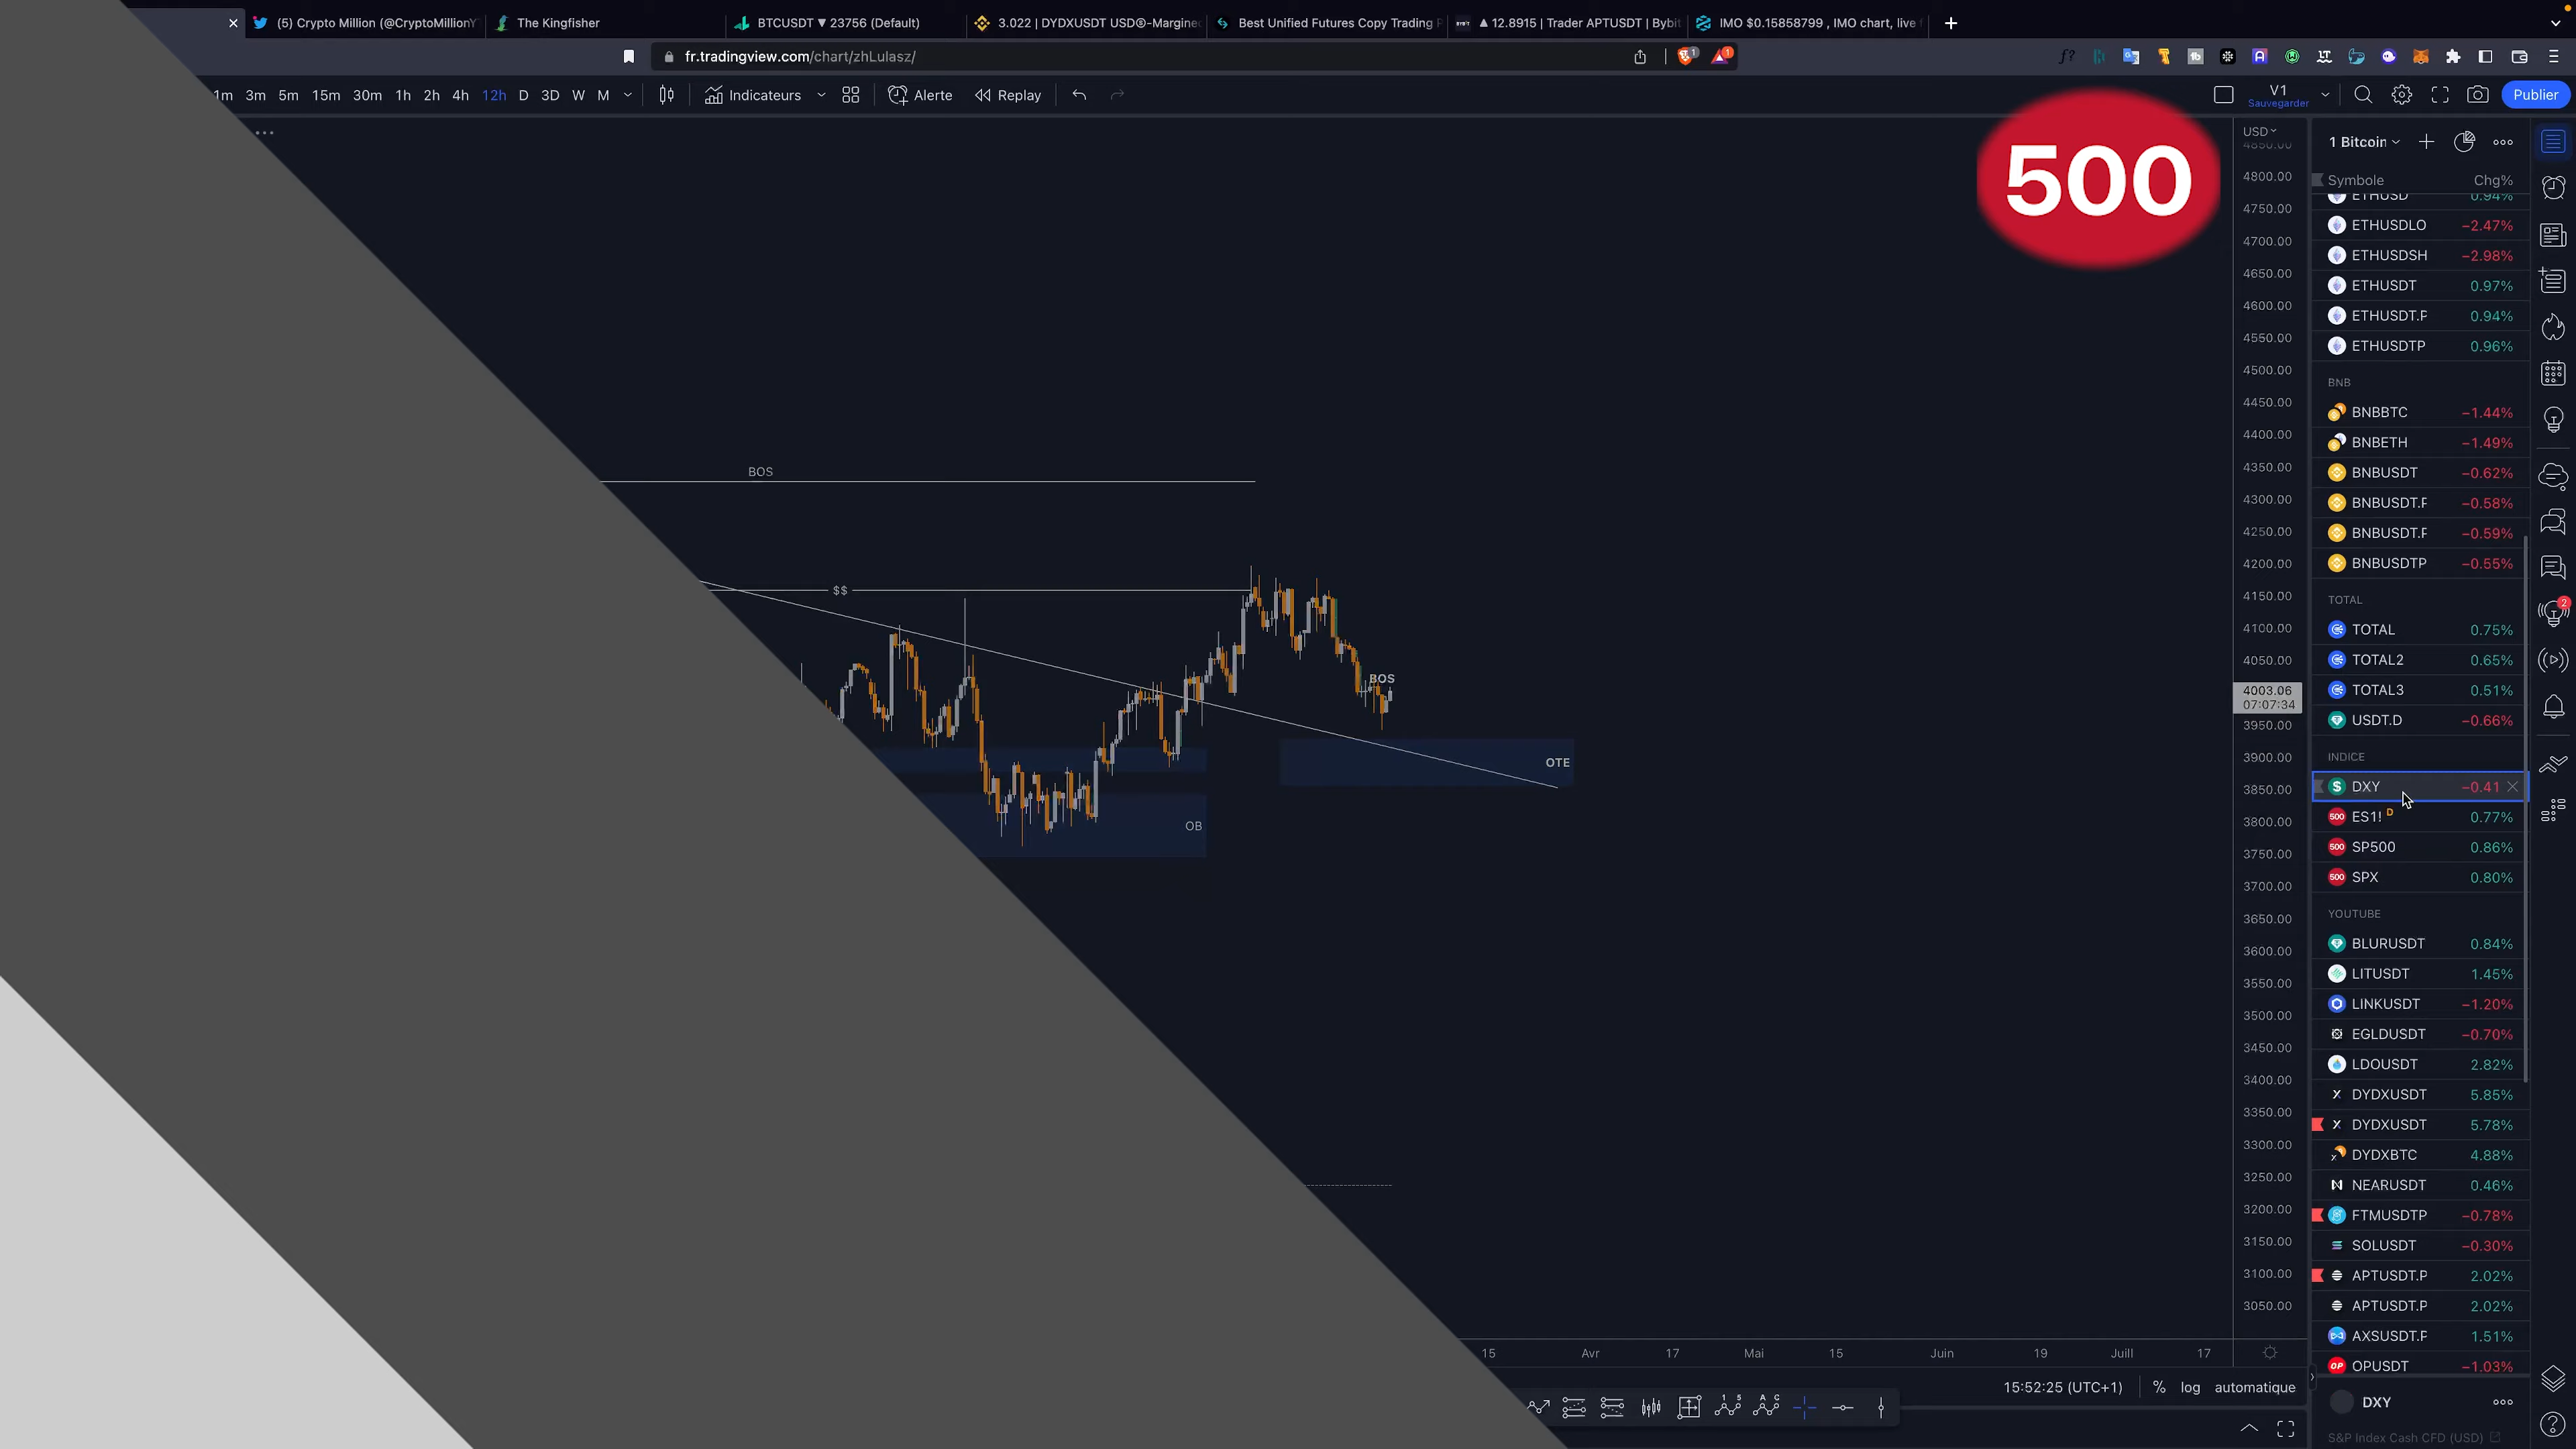 (5) Crypto Million (@CryptoMillionY
The Kingfisher
BTCUSDT ▼ 23756 (Default)
3.022 | DYDXUSDT USD®-Margine
Best Unified Futures Copy Trading P
▲ 12.8915 | Trader APTUSDT | Bybit
IMO $0.15858799 , IMO chart, live
fr.tradingview.com/chart/zhLulasz/
1m 3m 5m 15m 30m 1h 2h 4h 12h D 3D W M
Indicateurs
Alerte
Replay
V1
Sauvegarder
Publier
500
USD
4850.00
4800.00
4750.00
4700.00
4650.00
4600.00
4550.00
4500.00
4450.00
4400.00
4350.00
4300.00
4250.00
4200.00
4150.00
4100.00
4050.00
4003.06
07:07:34
3950.00
3900.00
3850.00
3800.00
3750.00
3700.00
3650.00
3600.00
3550.00
3500.00
3450.00
3400.00
3350.00
3300.00
3250.00
3200.00
3150.00
3100.00
3050.00
BOS
$$
BOS
OTE
OB
15 Avr 17 Mai 15 Juin 19 Juill 17
15:52:25 (UTC+1) % log automatique
1 Bitcoin
Symbole Chg%
ETHUSD 0.94%
ETHUSDLO −2.47%
ETHUSDSH −2.98%
ETHUSDT 0.97%
ETHUSDT.P 0.94%
ETHUSDTP 0.96%
BNB
BNBBTC −1.44%
BNBETH −1.49%
BNBUSDT −0.62%
BNBUSDT.P −0.58%
BNBUSDT.P −0.59%
BNBUSDTP −0.55%
TOTAL
TOTAL 0.75%
TOTAL2 0.65%
TOTAL3 0.51%
USDT.D −0.66%
INDICE
DXY −0.41
ES1! D 0.77%
SP500 0.86%
SPX 0.80%
YOUTUBE
BLURUSDT 0.84%
LITUSDT 1.45%
LINKUSDT −1.20%
EGLDUSDT −0.70%
LDOUSDT 2.82%
DYDXUSDT 5.85%
DYDXUSDT 5.78%
DYDXBTC 4.88%
NEARUSDT 0.46%
FTMUSDTP −0.78%
SOLUSDT −0.30%
APTUSDT.P 2.02%
APTUSDT.P 2.02%
AXSUSDT.P 1.51%
OPUSDT −1.03%
DXY
S&P Index Cash CFD (USD)